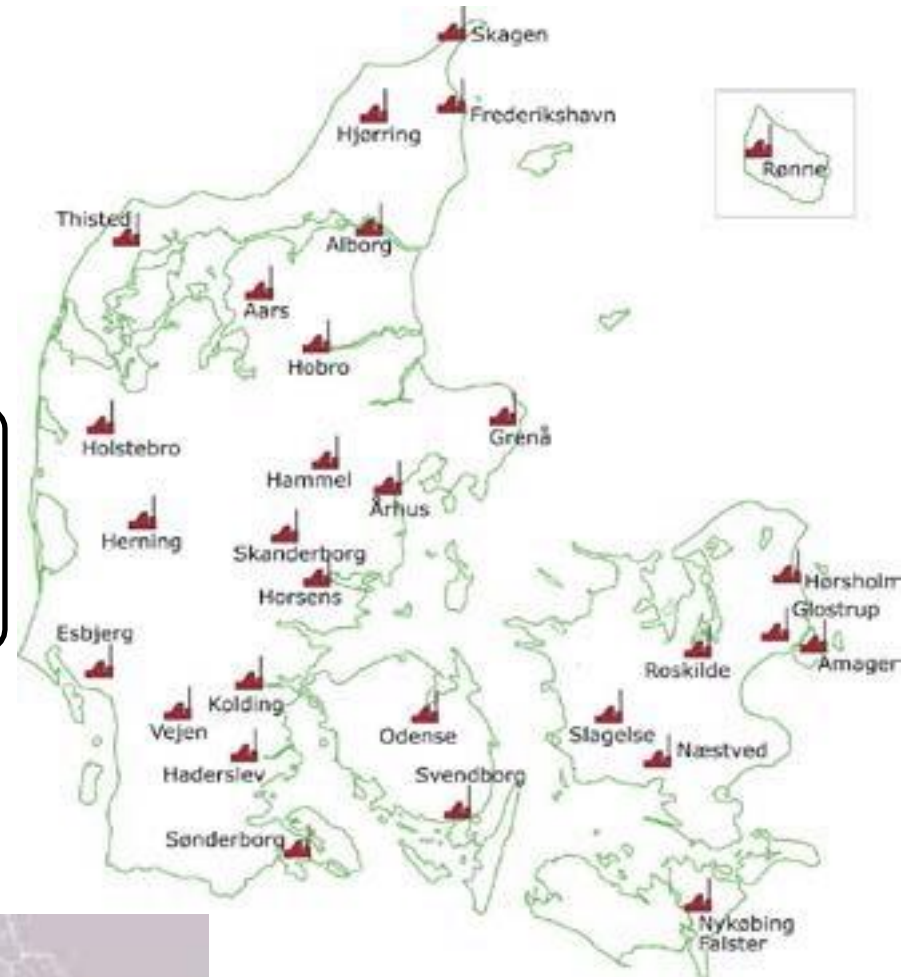 Skagen
Frederikshavn
Hjørring
Rønne
Thisted
Ålborg
Aars
Hobro
Grenå
Holstebro
Hammel
Århus
Herning
Skanderborg
Horsens
Hørsholm
Glostrup
Esbjerg
Roskilde
Amager
Kolding
Vejen
Odense
Slagelse
Næstved
Haderslev
Svendborg
Sønderborg
Nykøbing
Falster